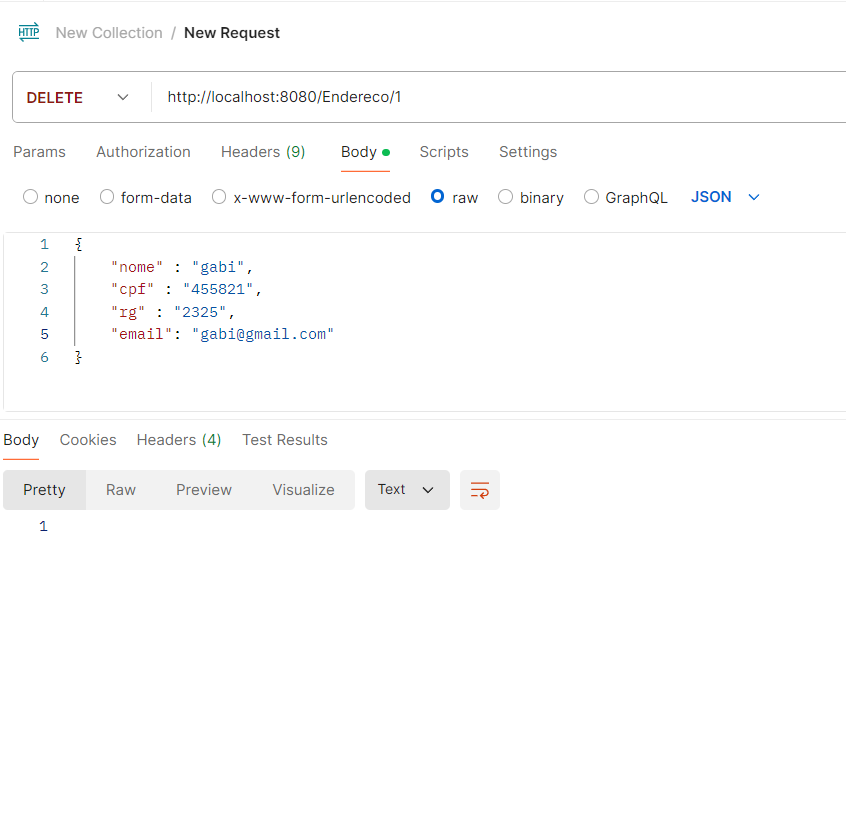 HTTP New Collection / New Request
DELETE http://localhost:8080/Endereco/1
Params Authorization Headers (9) Body Scripts Settings
none form-data x-www-form-urlencoded raw binary GraphQL JSON
1 {
2 "nome" : "gabi",
3 "cpf" : "455821",
4 "rg" : "2325",
5 "email": "gabi@gmail.com"
6 }
Body Cookies Headers (4) Test Results
Pretty Raw Preview Visualize Text
1